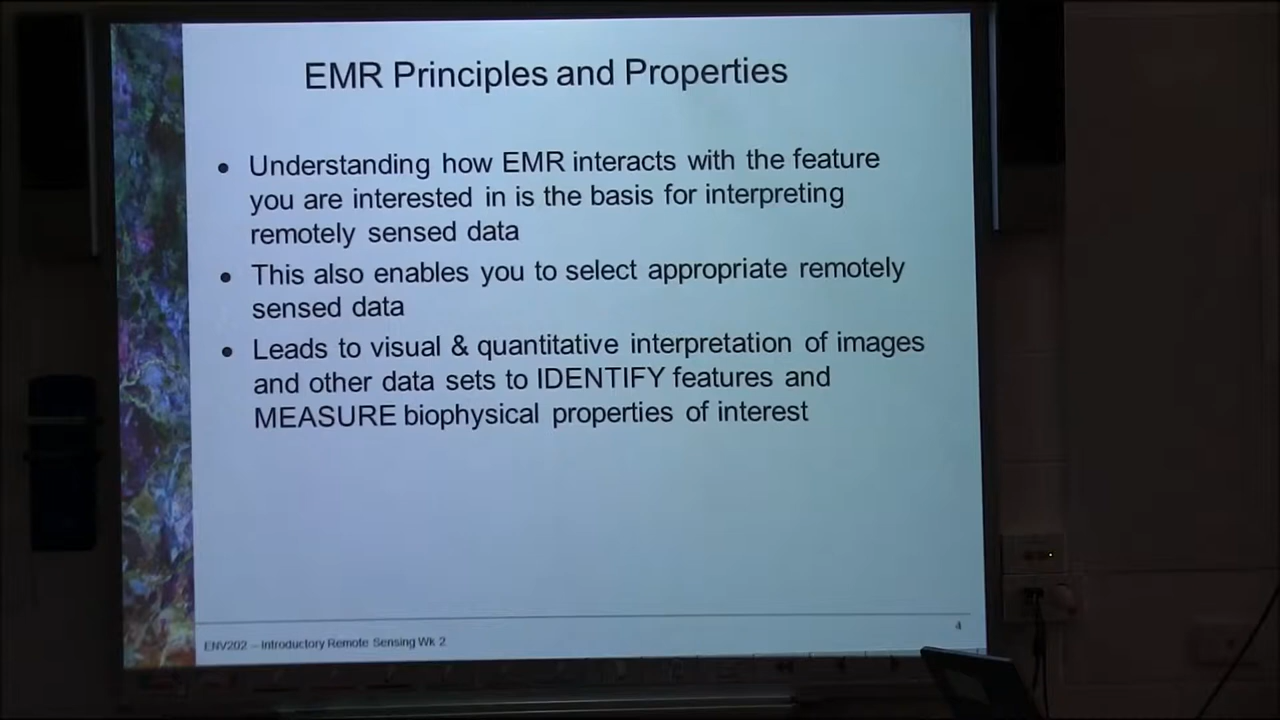 EMR Principles and Properties
• Understanding how EMR interacts with the feature
you are interested in is the basis for interpreting
remotely sensed data
• This also enables you to select appropriate remotely
sensed data
• Leads to visual & quantitative interpretation of images
and other data sets to IDENTIFY features and
MEASURE biophysical properties of interest
4
ENV202 – Introductory Remote Sensing Wk 2